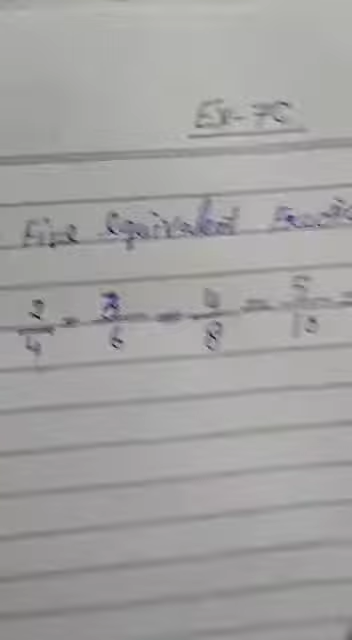 Ex-7C
Five equivalent
2/4 = 3/6 = 4/8 = 5/10 =